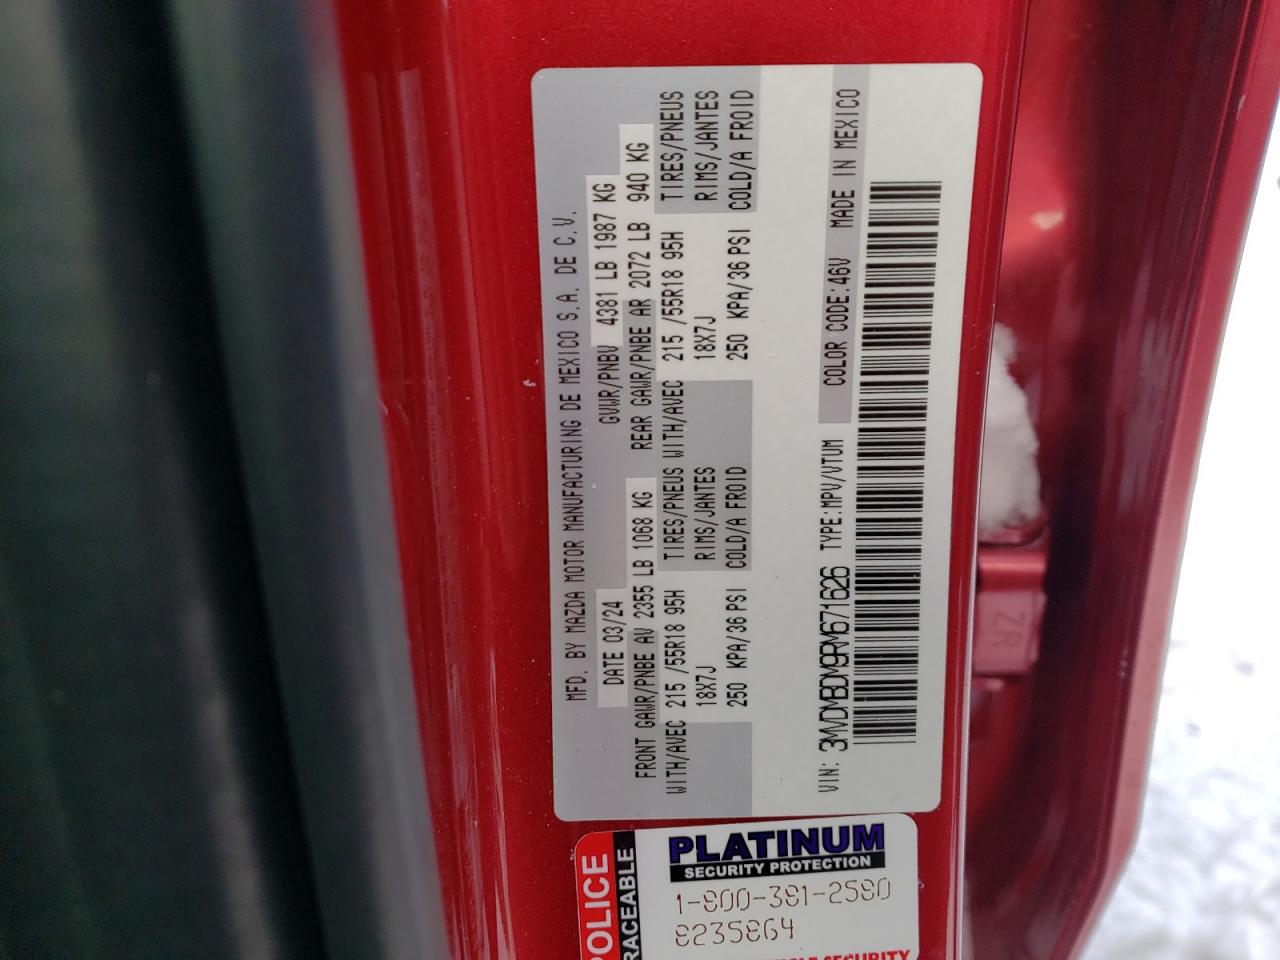 MFD. BY MAZDA MOTOR MANUFACTURING DE MEXICO S.A. DE C.V.
DATE 03/24 GVWR/PNBV 4381 LB 1987 KG
FRONT GAWR/PNBE AV 2355 LB 1068 KG REAR GAWR/PNBE AR 2072 LB 940 KG
WITH/AVEC 215 /55R18 95H TIRES/PNEUS WITH/AVEC 215 /55R18 95H TIRES/PNEUS
18X7J RIMS/JANTES 18X7J RIMS/JANTES
250 KPA/36 PSI COLD/A FROID 250 KPA/36 PSI COLD/A FROID
VIN: 3MVDMBDM9RM671626 TYPE:MPV/VTUM COLOR CODE:46V MADE IN MEXICO
POLICE
RACEABLE
PLATINUM
SECURITY PROTECTION
1-800-381-2580
8235864
SECURITY
ZR